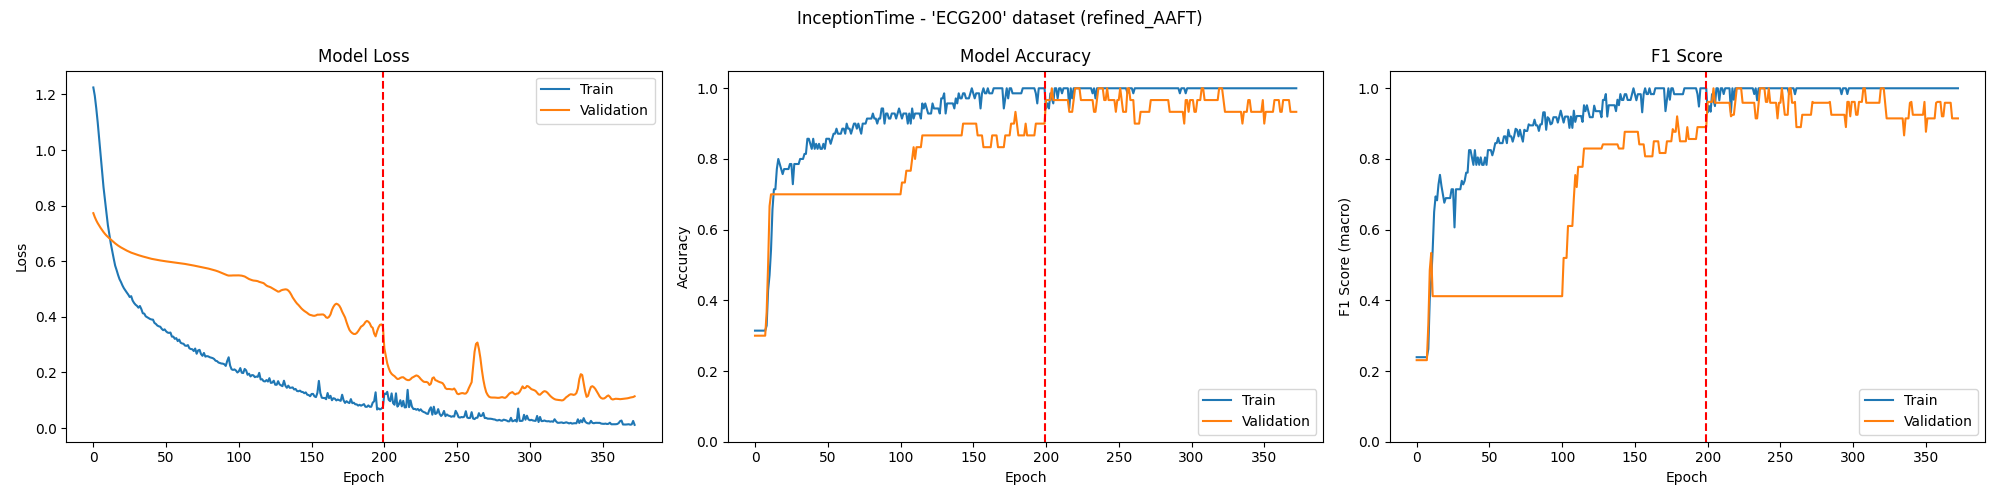 InceptionTime - 'ECG200' dataset (refined_AAFT)
Model Loss
Loss
1.2
1.0
0.8
0.6
0.4
0.2
0.0
Train
Validation
0 50 100 150 200 250 300 350
Epoch
Model Accuracy
Accuracy
1.0
0.8
0.6
0.4
0.2
0.0
Train
Validation
0 50 100 150 200 250 300 350
Epoch
F1 Score
F1 Score (macro)
1.0
0.8
0.6
0.4
0.2
0.0
Train
Validation
0 50 100 150 200 250 300 350
Epoch